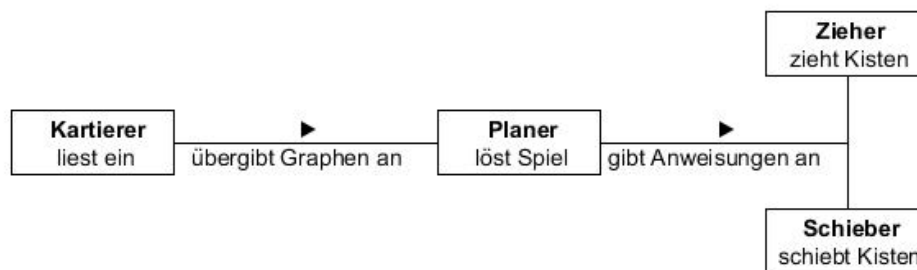 Zieher
zieht Kisten
Kartierer
liest ein
übergibt Graphen an
Planer
löst Spiel
gibt Anweisungen an
Schieber
schiebt Kisten